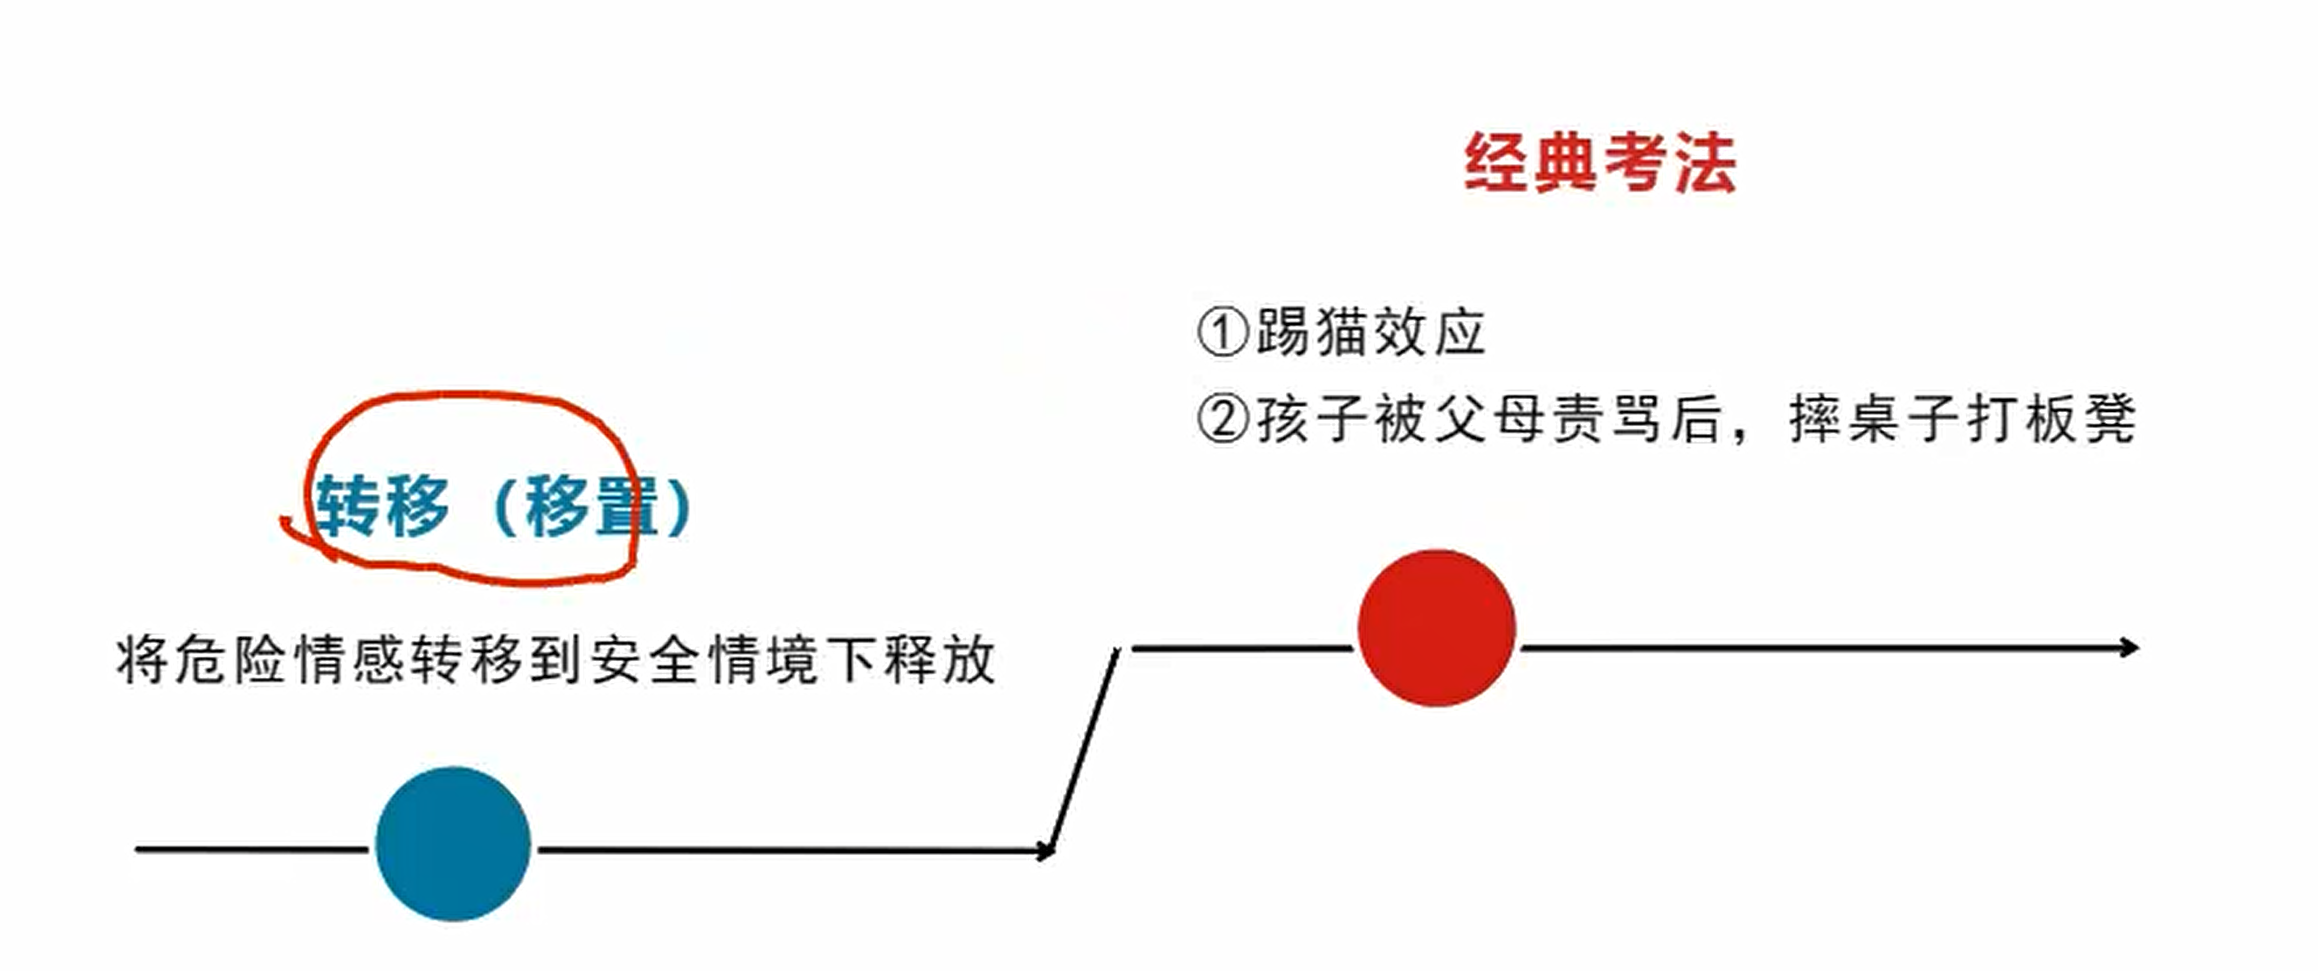 转移（移置）
将危险情感转移到安全情境下释放
经典考法
①踢猫效应
②孩子被父母责骂后，摔桌子打板凳